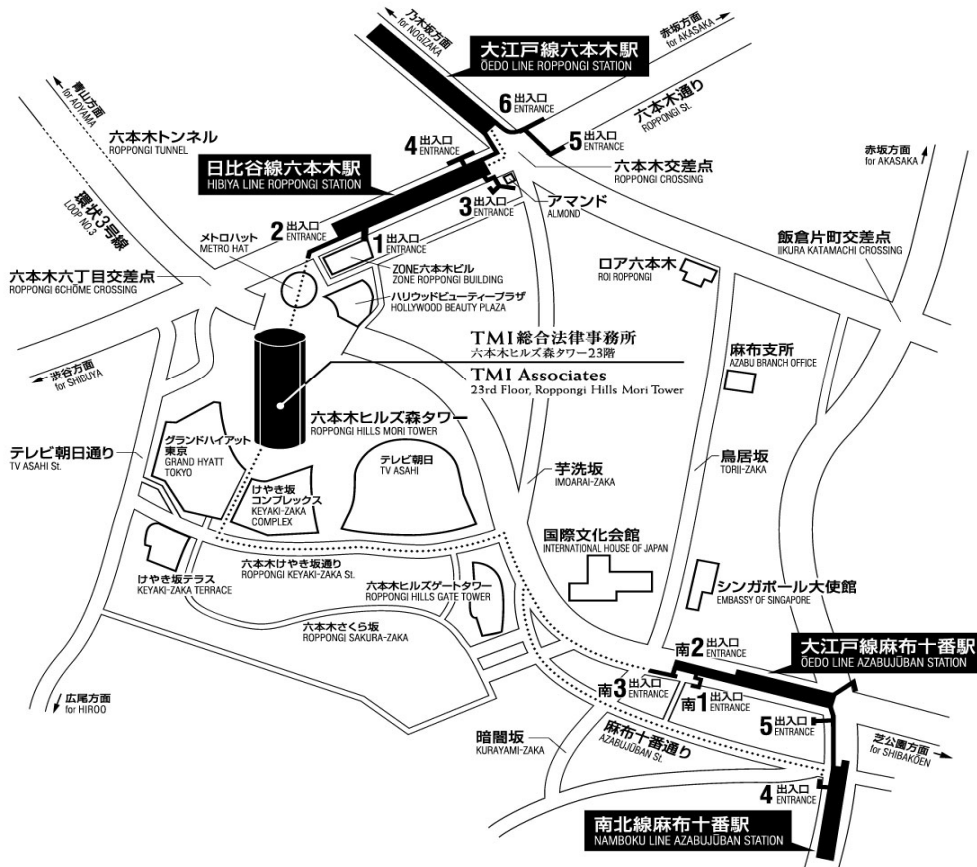 乃木坂方面
for NOGIZAKA
赤坂方面
for AKASAKA
大江戸線六本木駅
ŌEDO LINE ROPPONGI STATION
青山方面
for AOYAMA
六本木トンネル
ROPPONGI TUNNEL
6 出入口
ENTRANCE
六本木通り
ROPPONGI St.
4 出入口
ENTRANCE
5 出入口
ENTRANCE
日比谷線六本木駅
HIBIYA LINE ROPPONGI STATION
六本木交差点
ROPPONGI CROSSING
赤坂方面
for AKASAKA
環状3号線
LOOP NO.3
3 出入口
ENTRANCE
アマンド
ALMOND
2 出入口
ENTRANCE
1 出入口
ENTRANCE
メトロハット
METRO HAT
飯倉片町交差点
IIKURA KATAMACHI CROSSING
六本木六丁目交差点
ROPPONGI 6CHŌME CROSSING
ZONE六本木ビル
ZONE ROPPONGI BUILDING
ロア六本木
ROI ROPPONGI
ハリウッドビューティープラザ
HOLLYWOOD BEAUTY PLAZA
TMI総合法律事務所
六本木ヒルズ森タワー23階
TMI Associates
23rd Floor, Roppongi Hills Mori Tower
麻布支所
AZABU BRANCH OFFICE
渋谷方面
for SHIBUYA
六本木ヒルズ森タワー
ROPPONGI HILLS MORI TOWER
テレビ朝日通り
TV ASAHI St.
グランドハイアット
東京
GRAND HYATT
TOKYO
テレビ朝日
TV ASAHI
芋洗坂
IMOARAI-ZAKA
鳥居坂
TORII-ZAKA
けやき坂
コンプレックス
KEYAKI-ZAKA
COMPLEX
国際文化会館
INTERNATIONAL HOUSE OF JAPAN
六本木けやき坂通り
ROPPONGI KEYAKI-ZAKA St.
けやき坂テラス
KEYAKI-ZAKA TERRACE
六本木ヒルズゲートタワー
ROPPONGI HILLS GATE TOWER
シンガポール大使館
EMBASSY OF SINGAPORE
六本木さくら坂
ROPPONGI SAKURA-ZAKA
南2 出入口
ENTRANCE
大江戸線麻布十番駅
ŌEDO LINE AZABUJŪBAN STATION
南3 出入口
ENTRANCE
南1 出入口
ENTRANCE
広尾方面
for HIROO
暗闇坂
KURAYAMI-ZAKA
麻布十番通り
AZABUJŪBAN St.
5 出入口
ENTRANCE
芝公園方面
for SHIBAKŌEN
4 出入口
ENTRANCE
南北線麻布十番駅
NAMBOKU LINE AZABUJŪBAN STATION